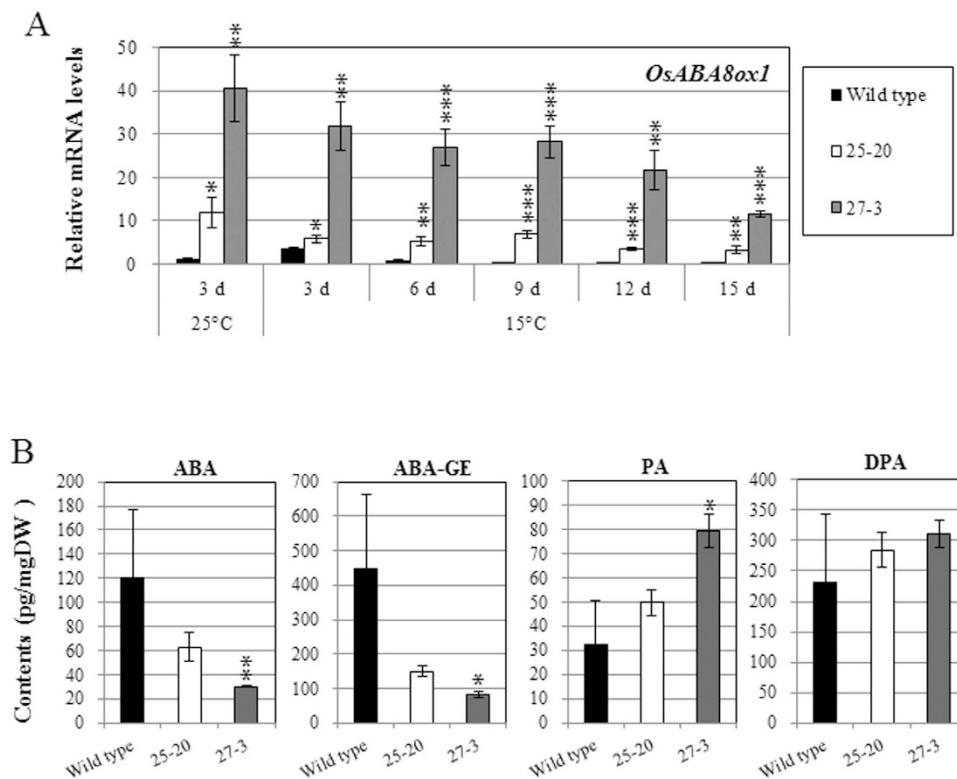 A
Relative mRNA levels
50
40
30
20
10
0
OsABA8ox1
** * ** * *** ** *** *** ** *** *** **
3 d 3 d 6 d 9 d 12 d 15 d
25°C 15°C
Wild type
25-20
27-3
B
Contents (pg/mgDW )
ABA
200
180
160
140
120
100
80
60
40
20
0
**
Wild type 25-20 27-3
ABA-GE
700
600
500
400
300
200
100
0
*
Wild type 25-20 27-3
PA
100
90
80
70
60
50
40
30
20
10
0
*
Wild type 25-20 27-3
DPA
400
350
300
250
200
150
100
50
0
Wild type 25-20 27-3